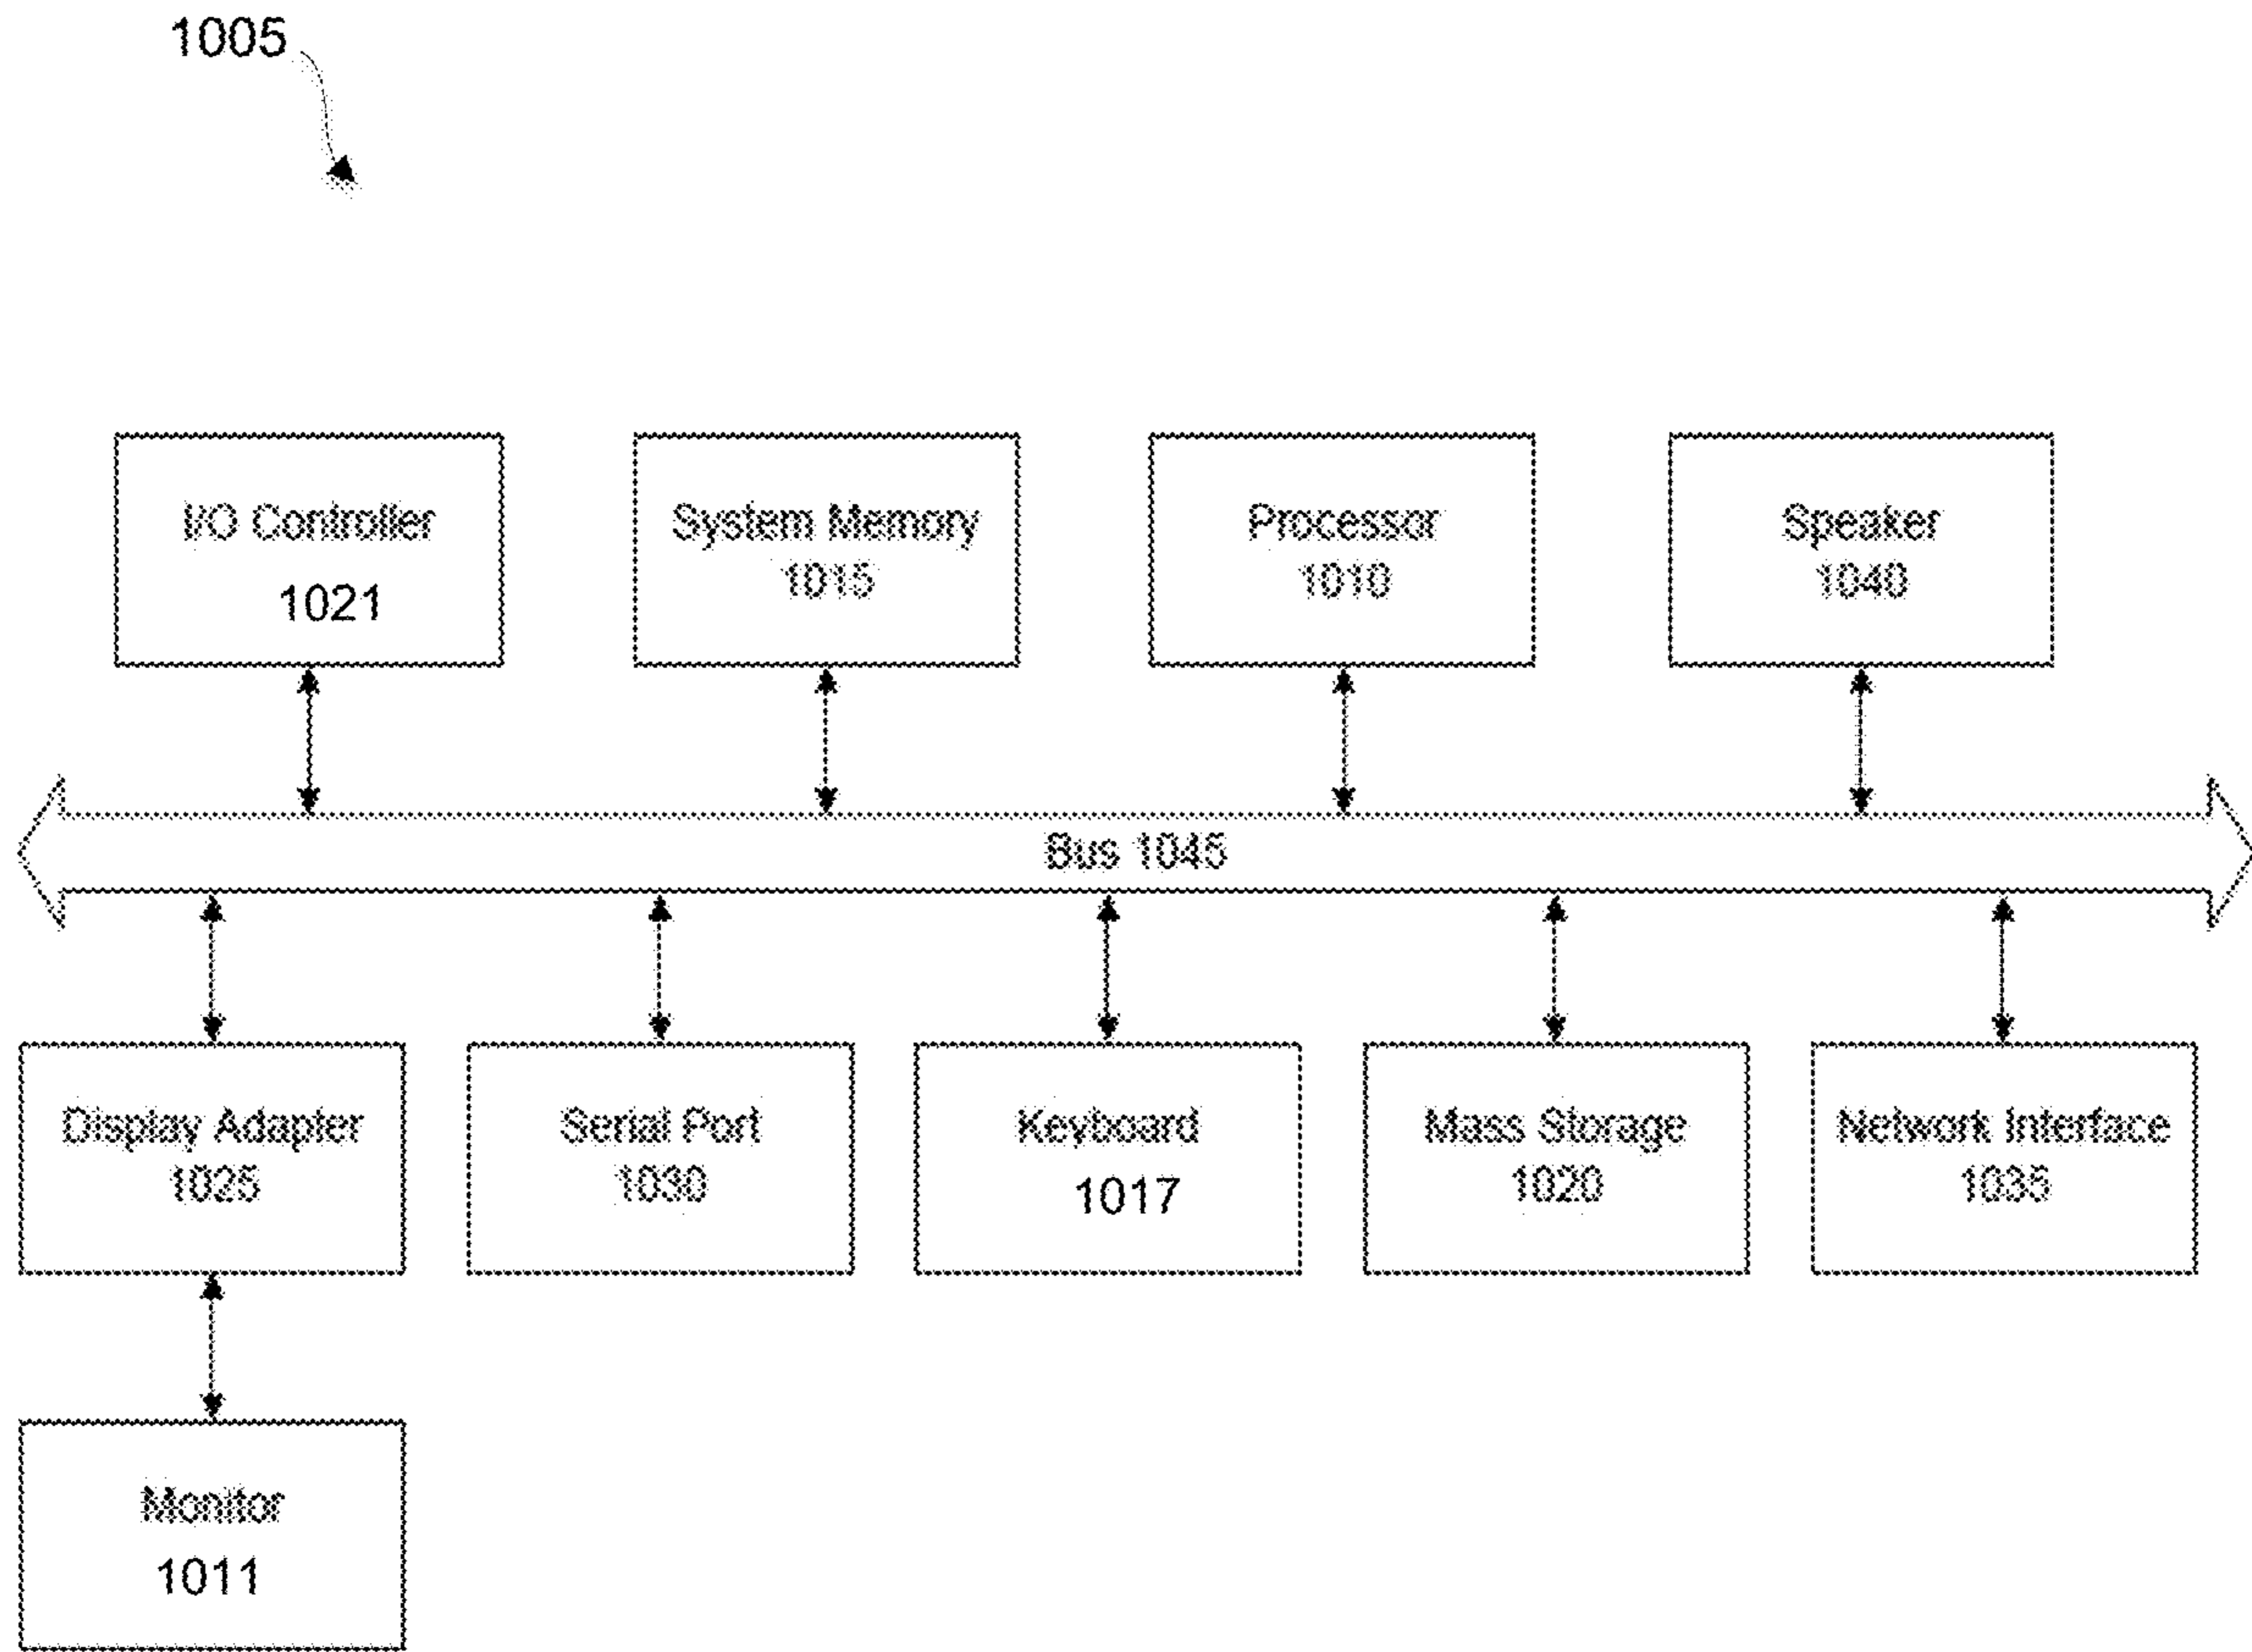 1005
I/O Controller
1021
System Memory
1015
Processor
1010
Speaker
1040
Bus 1045
Display Adapter
1025
Serial Port
1030
Keyboard
1017
Mass Storage
1020
Network Interface
1035
Monitor
1011